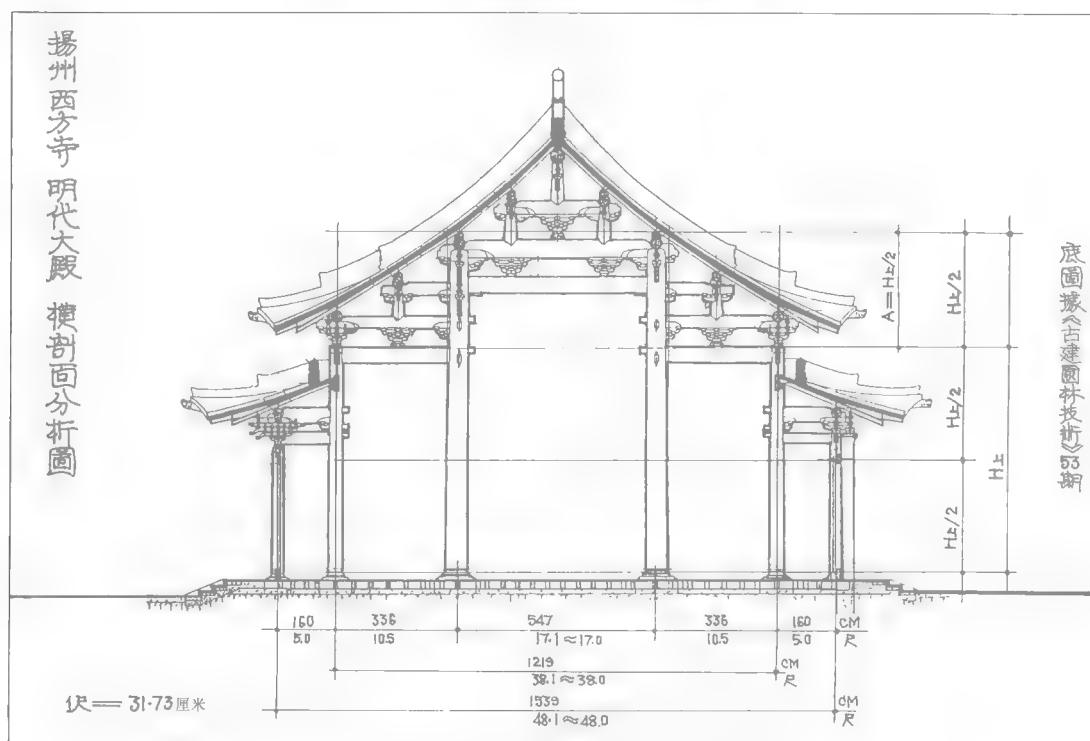 揚州西方寺 明代大殿 橫剖面分析圖
底圖據《古建園林技術》53期
A=H上/2
H上/2
H上/2
H上/2
H上
160 336 547 336 160 CM
5.0 10.5 17.1≈17.0 10.5 5.0 尺
1219 CM
38.1≈38.0 尺
1539 CM
48.1≈48.0 尺
1尺=31.73厘米